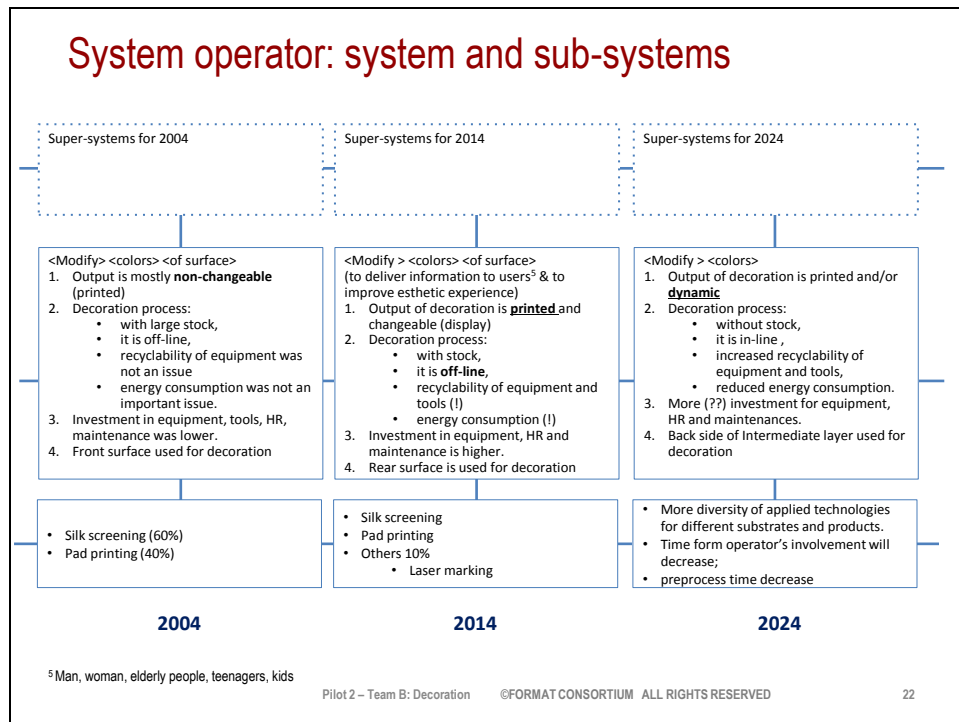 System operator: system and sub-systems
Super-systems for 2004
Super-systems for 2014
Super-systems for 2024
<Modify> <colors> <of surface>
1. Output is mostly non-changeable
(printed)
2. Decoration process:
• with large stock,
• it is off-line,
• recyclability of equipment was
not an issue
• energy consumption was not an
important issue.
3. Investment in equipment, tools, HR,
maintenance was lower.
4. Front surface used for decoration
<Modify > <colors> <of surface>
(to deliver information to users5 & to
improve esthetic experience)
1. Output of decoration is printed and
changeable (display)
2. Decoration process:
• with stock,
• it is off-line,
• recyclability of equipment and
tools (!)
• energy consumption (!)
3. Investment in equipment, HR and
maintenance is higher.
4. Rear surface is used for decoration
<Modify > <colors>
1. Output of decoration is printed and/or
dynamic
2. Decoration process:
• without stock,
• it is in-line ,
• increased recyclability of
equipment and tools,
• reduced energy consumption.
3. More (??) investment for equipment,
HR and maintenances.
4. Back side of Intermediate layer used for
decoration
• Silk screening (60%)
• Pad printing (40%)
• Silk screening
• Pad printing
• Others 10%
• Laser marking
• More diversity of applied technologies
for different substrates and products.
• Time form operator’s involvement will
decrease;
• preprocess time decrease
2004
2014
2024
5 Man, woman, elderly people, teenagers, kids
Pilot 2 – Team B: Decoration ©FORMAT CONSORTIUM ALL RIGHTS RESERVED 22